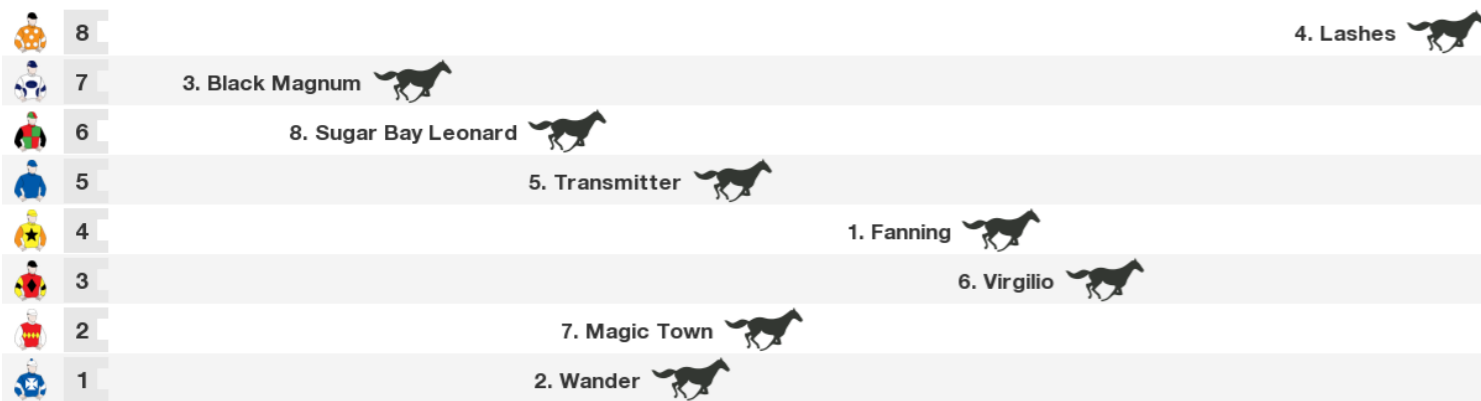 8 4. Lashes
7 3. Black Magnum
6 8. Sugar Bay Leonard
5 5. Transmitter
4 1. Fanning
3 6. Virgilio
2 7. Magic Town
1 2. Wander